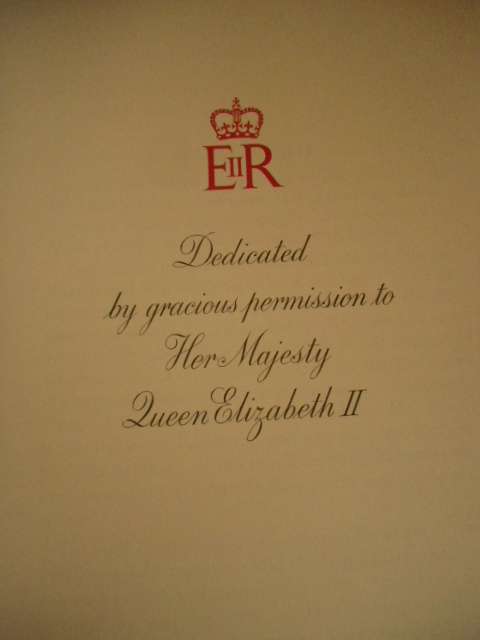 EIIR
Dedicated
by gracious permission to
Her Majesty
Queen Elizabeth II